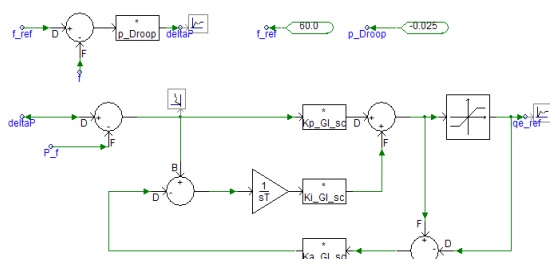 f_ref
D
+
-
F
f
*
p_Droop
deltaP
f_ref
60.0
p_Droop
-0.025
deltaP
D
+
-
F
P_f
*
Kp_GI_sc
D
+
+
F
qe_ref
B
+
-
D
1
sT
*
Ki_GI_sc
F
*
Ka_GI_sc
+
-
D